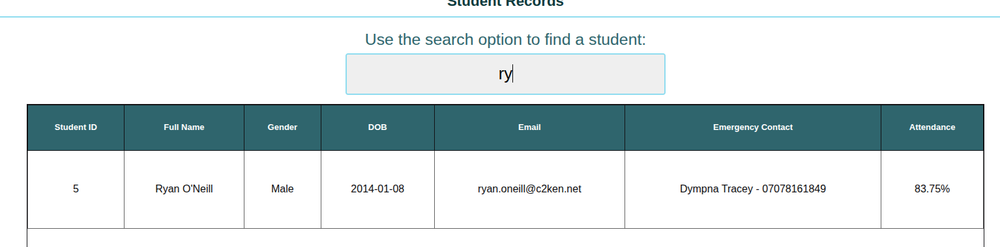 Student Records
Use the search option to find a student:
ry
Student ID Full Name Gender DOB Email Emergency Contact Attendance
5 Ryan O'Neill Male 2014-01-08 ryan.oneill@c2ken.net Dympna Tracey - 07078161849 83.75%